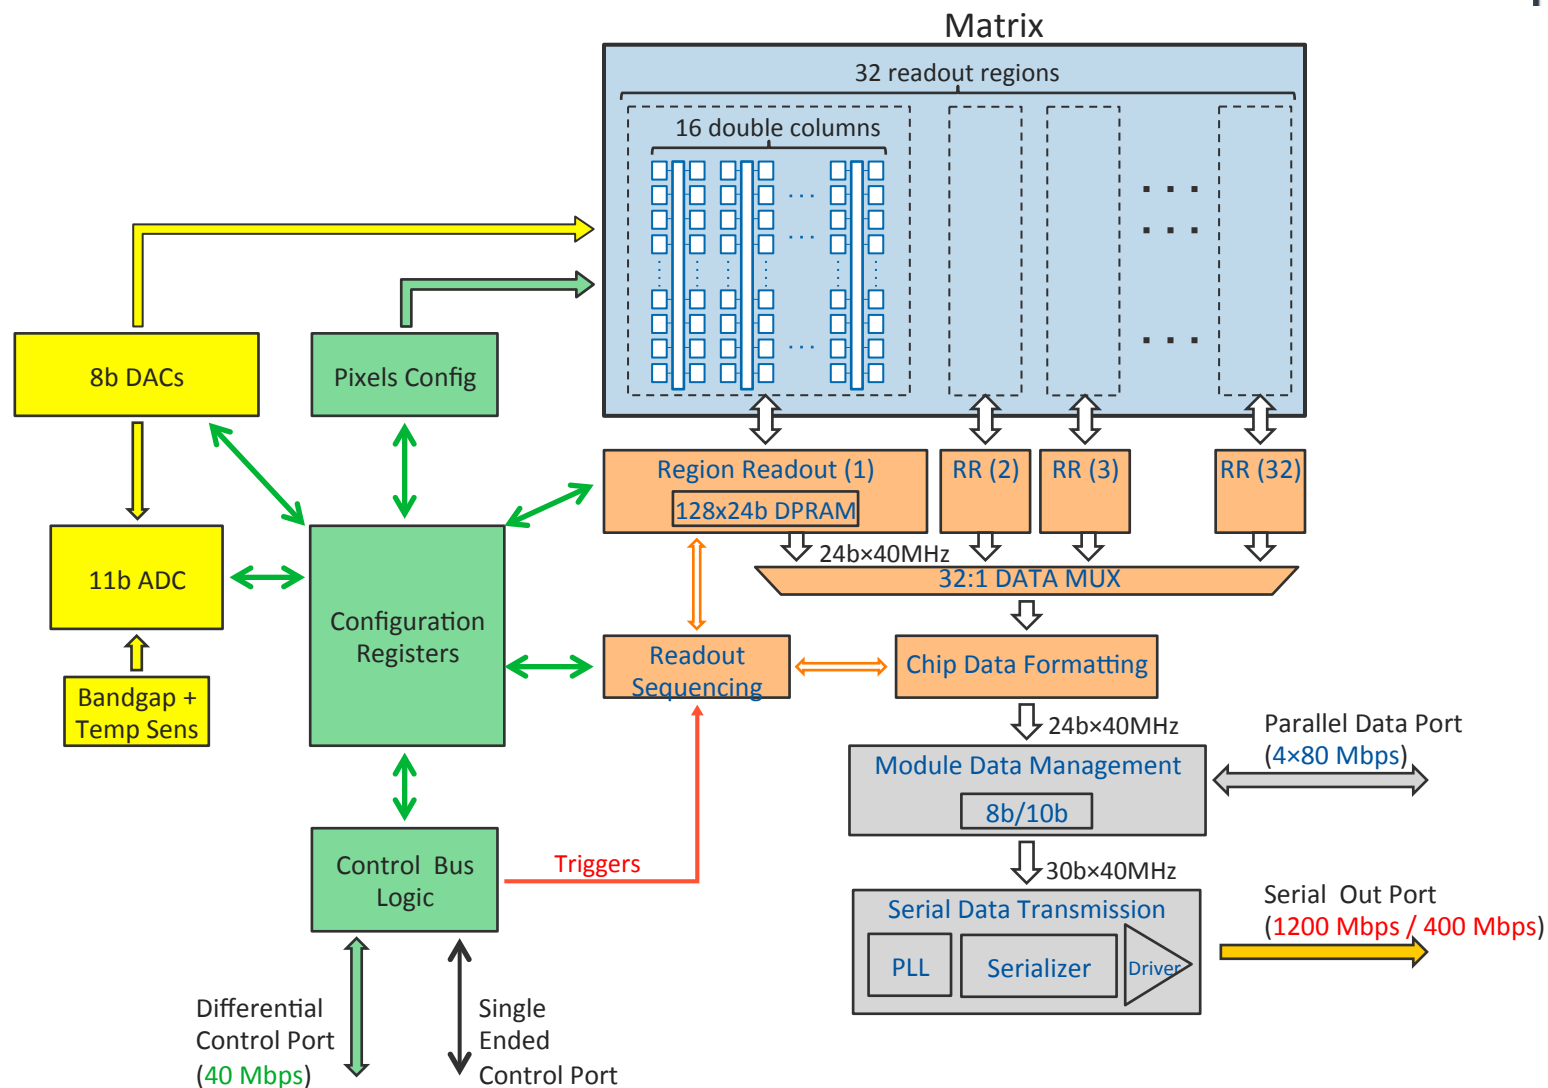 Matrix
32 readout regions
16 double columns
8b DACs
Pixels Config
Region Readout (1)
128x24b DPRAM
RR (2)
RR (3)
RR (32)
24b×40MHz
32:1 DATA MUX
11b ADC
Configuration
Registers
Readout
Sequencing
Chip Data Formatting
Bandgap +
Temp Sens
24b×40MHz
Parallel Data Port
(4×80 Mbps)
Module Data Management
8b/10b
Control Bus
Logic
Triggers
30b×40MHz
Serial Data Transmission
PLL
Serializer
Driver
Serial Out Port
(1200 Mbps / 400 Mbps)
Differential
Control Port
(40 Mbps)
Single
Ended
Control Port